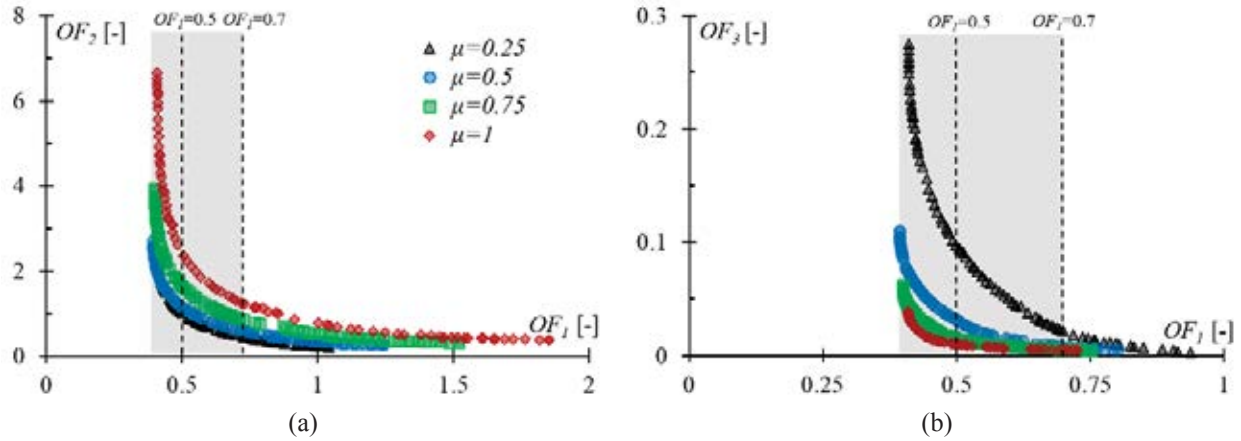 8
6
4
2
0
OF₂ [-]
OF₁=0.5
OF₁=0.7
μ=0.25
μ=0.5
μ=0.75
μ=1
OF₁ [-]
0
0.5
1
1.5
2
(a)
0.3
0.2
0.1
0.0
OF₃ [-]
OF₁=0.5
OF₁=0.7
OF₁ [-]
0
0.25
0.5
0.75
1
(b)